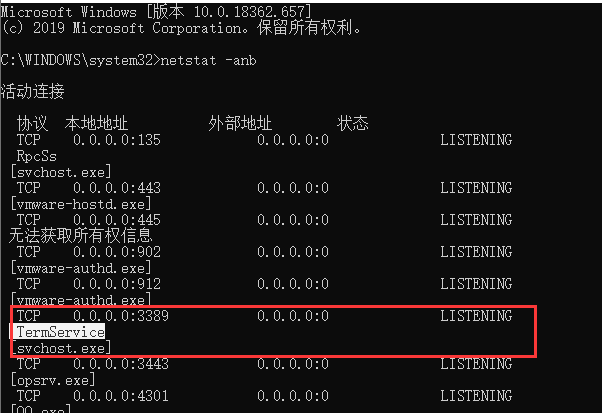 Microsoft Windows [版本 10.0.18362.657]
(c) 2019 Microsoft Corporation。保留所有权利。
C:\WINDOWS\system32>netstat -anb
活动连接
协议 本地地址 外部地址 状态
TCP 0.0.0.0:135 0.0.0.0:0 LISTENING
RpcSs
[svchost.exe]
TCP 0.0.0.0:443 0.0.0.0:0 LISTENING
[vmware-hostd.exe]
TCP 0.0.0.0:445 0.0.0.0:0 LISTENING
无法获取所有权信息
TCP 0.0.0.0:902 0.0.0.0:0 LISTENING
[vmware-authd.exe]
TCP 0.0.0.0:912 0.0.0.0:0 LISTENING
[vmware-authd.exe]
TCP 0.0.0.0:3389 0.0.0.0:0 LISTENING
TermService
[svchost.exe]
TCP 0.0.0.0:3443 0.0.0.0:0 LISTENING
[opsrv.exe]
TCP 0.0.0.0:4301 0.0.0.0:0 LISTENING
[QQ.exe]